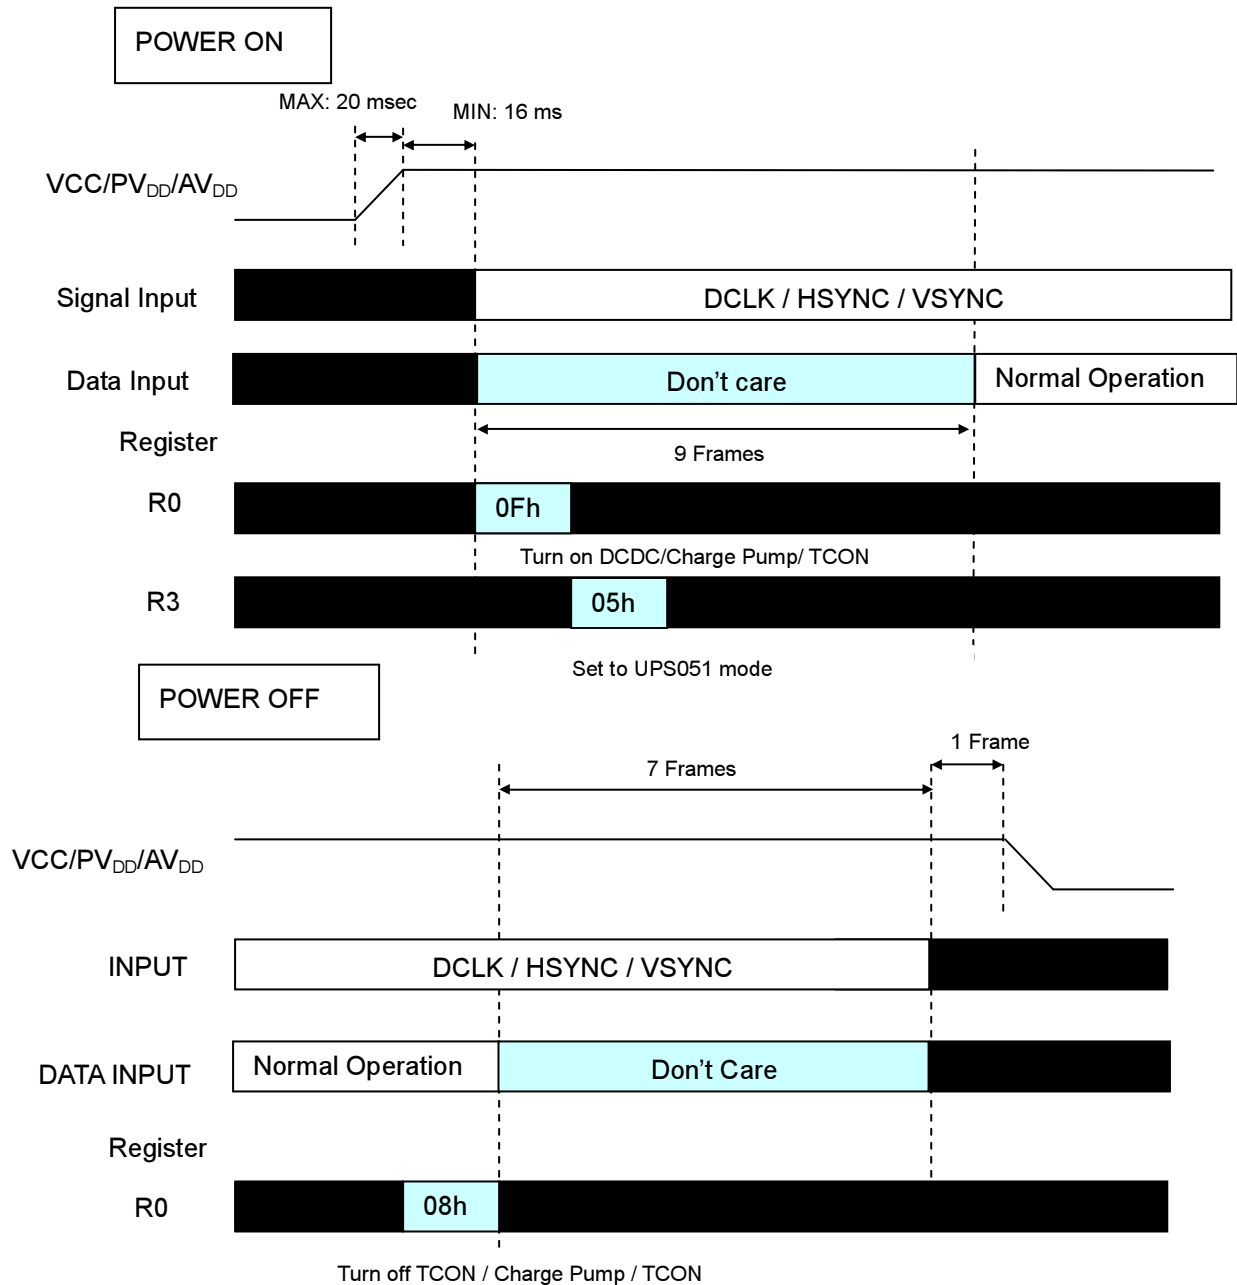 POWER ON
MAX: 20 msec
MIN: 16 ms
VCC/PVDD/AVDD
Signal Input
DCLK / HSYNC / VSYNC
Data Input
Don't care
Normal Operation
Register
9 Frames
R0
0Fh
Turn on DCDC/Charge Pump/ TCON
R3
05h
Set to UPS051 mode
POWER OFF
1 Frame
7 Frames
VCC/PVDD/AVDD
INPUT
DCLK / HSYNC / VSYNC
DATA INPUT
Normal Operation
Don't Care
Register
R0
08h
Turn off TCON / Charge Pump / TCON